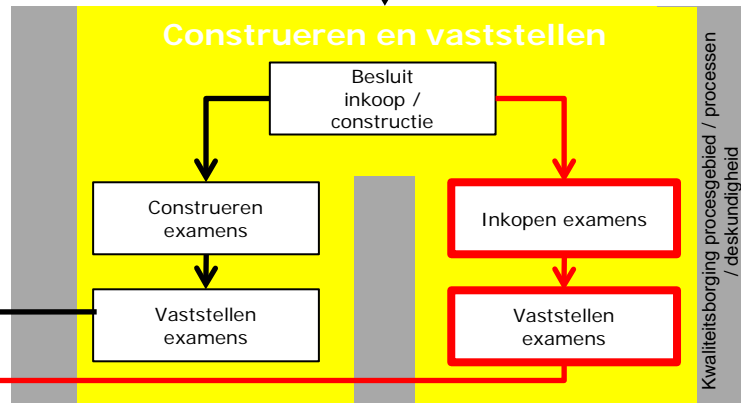 Construeren en vaststellen
Besluit
inkoop /
constructie
Construeren
examens
Inkopen examens
Vaststellen
examens
Vaststellen
examens
Kwaliteitsborging procesgebied / processen
/ deskundigheid